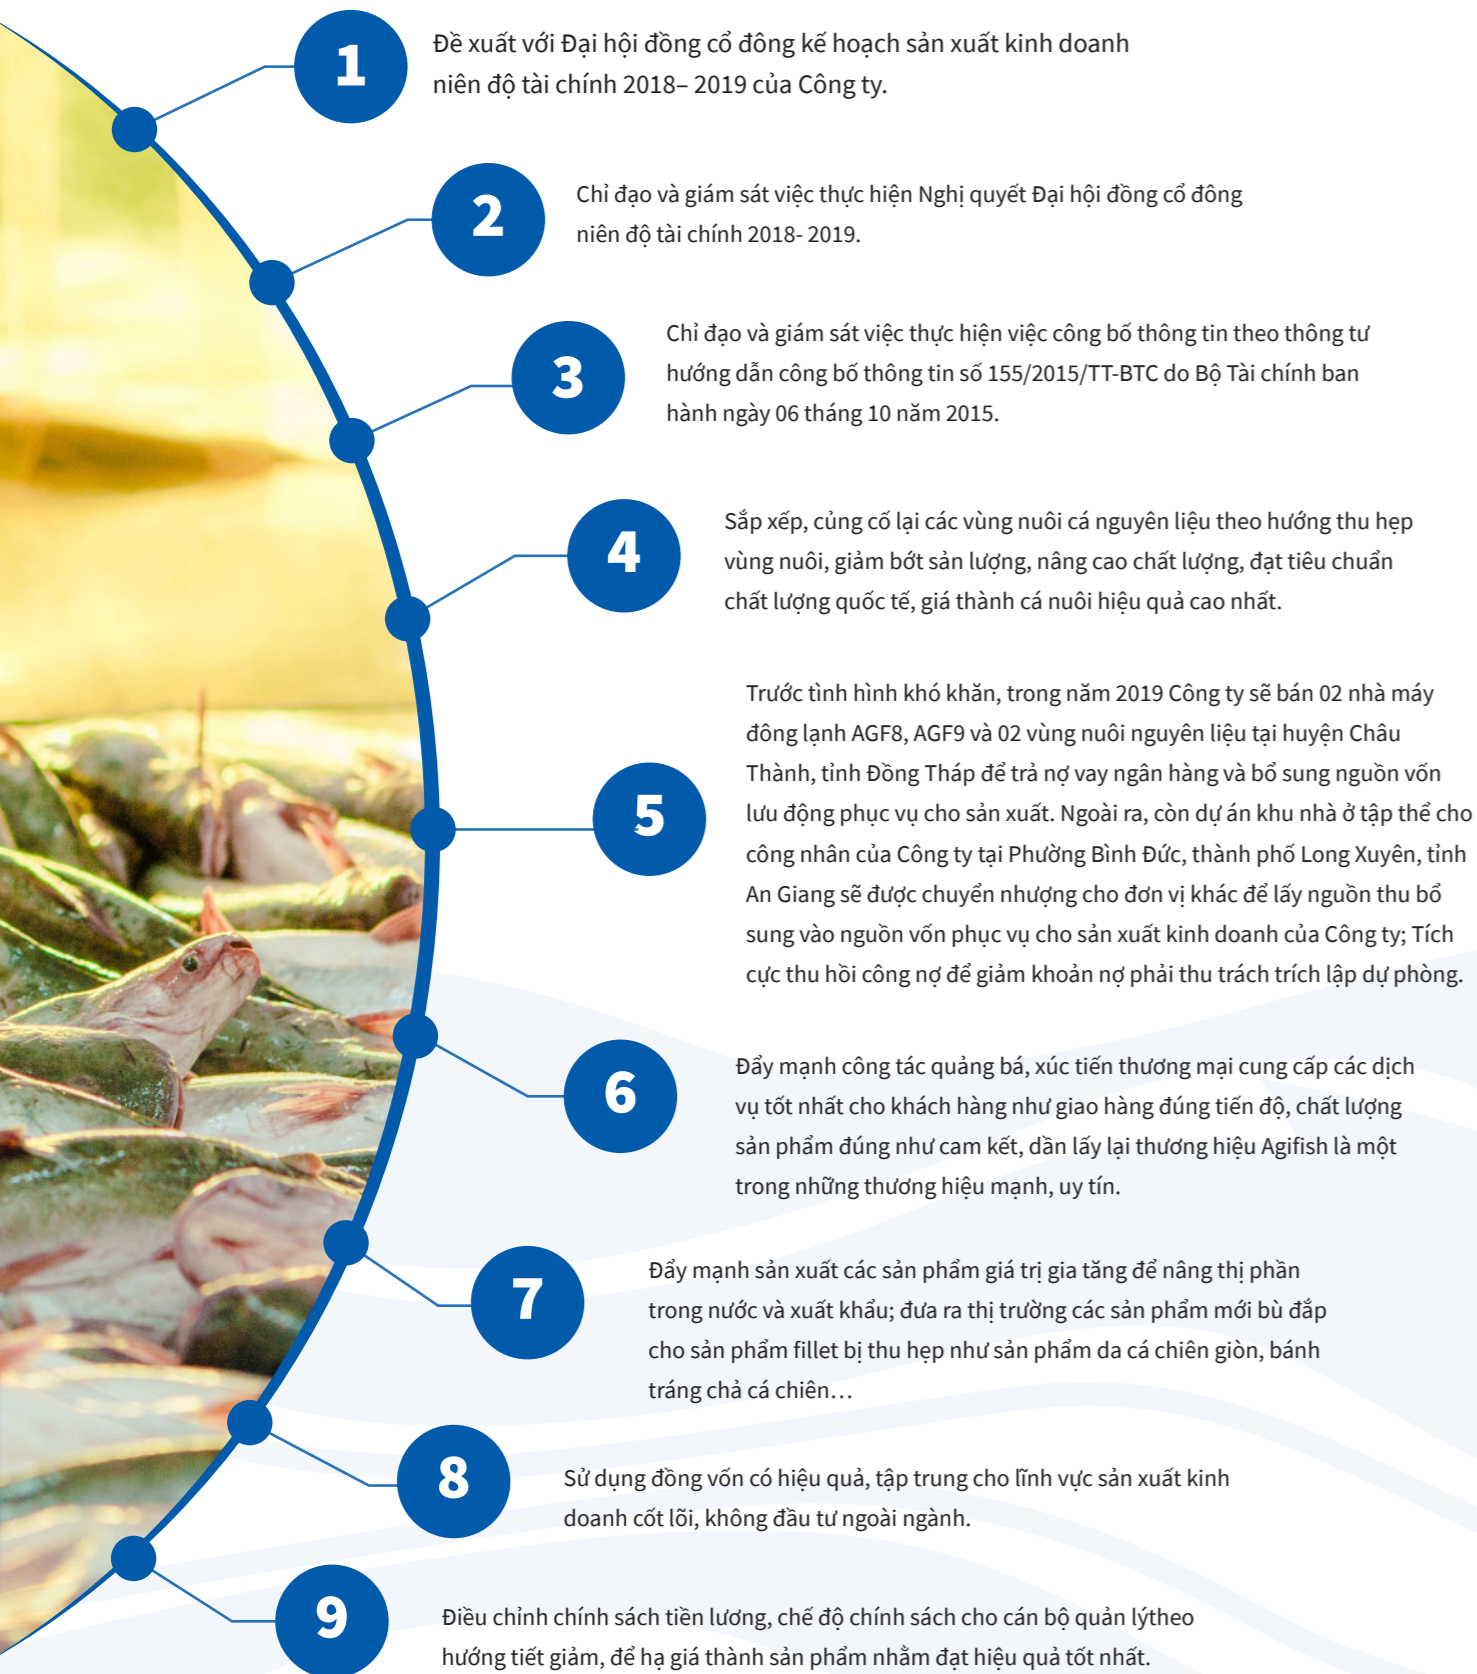 1
Đề xuất với Đại hội đồng cổ đông kế hoạch sản xuất kinh doanh
niên độ tài chính 2018– 2019 của Công ty.
2
Chỉ đạo và giám sát việc thực hiện Nghị quyết Đại hội đồng cổ đông
niên độ tài chính 2018- 2019.
3
Chỉ đạo và giám sát việc thực hiện việc công bố thông tin theo thông tư
hướng dẫn công bố thông tin số 155/2015/TT-BTC do Bộ Tài chính ban
hành ngày 06 tháng 10 năm 2015.
4
Sắp xếp, củng cố lại các vùng nuôi cá nguyên liệu theo hướng thu hẹp
vùng nuôi, giảm bớt sản lượng, nâng cao chất lượng, đạt tiêu chuẩn
chất lượng quốc tế, giá thành cá nuôi hiệu quả cao nhất.
5
Trước tình hình khó khăn, trong năm 2019 Công ty sẽ bán 02 nhà máy
đông lạnh AGF8, AGF9 và 02 vùng nuôi nguyên liệu tại huyện Châu
Thành, tỉnh Đồng Tháp để trả nợ vay ngân hàng và bổ sung nguồn vốn
lưu động phục vụ cho sản xuất. Ngoài ra, còn dự án khu nhà ở tập thể cho
công nhân của Công ty tại Phường Bình Đức, thành phố Long Xuyên, tỉnh
An Giang sẽ được chuyển nhượng cho đơn vị khác để lấy nguồn thu bổ
sung vào nguồn vốn phục vụ cho sản xuất kinh doanh của Công ty; Tích
cực thu hồi công nợ để giảm khoản nợ phải thu trách trích lập dự phòng.
6
Đẩy mạnh công tác quảng bá, xúc tiến thương mại cung cấp các dịch
vụ tốt nhất cho khách hàng như giao hàng đúng tiến độ, chất lượng
sản phẩm đúng như cam kết, dần lấy lại thương hiệu Agifish là một
trong những thương hiệu mạnh, uy tín.
7
Đẩy mạnh sản xuất các sản phẩm giá trị gia tăng để nâng thị phần
trong nước và xuất khẩu; đưa ra thị trường các sản phẩm mới bù đắp
cho sản phẩm fillet bị thu hẹp như sản phẩm da cá chiên giòn, bánh
tráng chả cá chiên…
8
Sử dụng đồng vốn có hiệu quả, tập trung cho lĩnh vực sản xuất kinh
doanh cốt lõi, không đầu tư ngoài ngành.
9
Điều chỉnh chính sách tiền lương, chế độ chính sách cho cán bộ quản lýtheo
hướng tiết giảm, để hạ giá thành sản phẩm nhằm đạt hiệu quả tốt nhất.